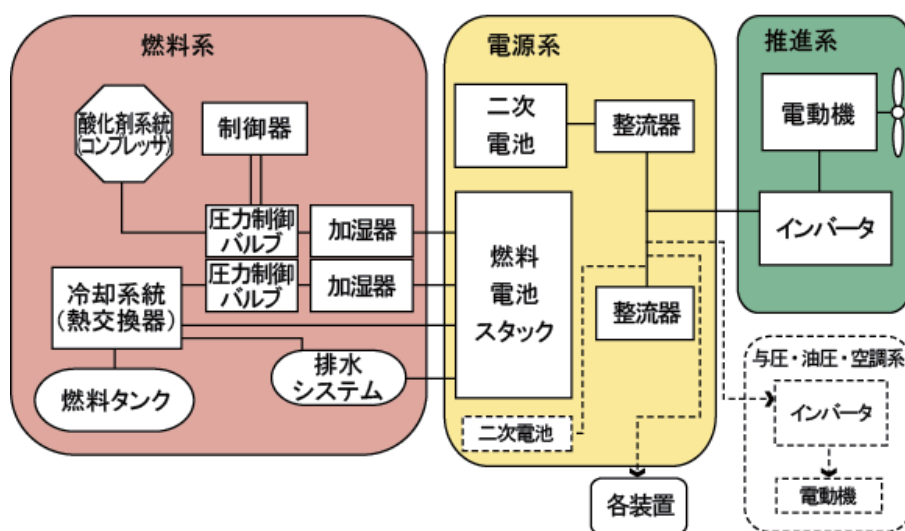 燃料系
酸化剤系統
(コンプレッサ)
制御器
圧力制御
バルブ
加湿器
圧力制御
バルブ
加湿器
冷却系統
(熱交換器)
燃料タンク
排水
システム
電源系
二次
電池
整流器
燃料
電池
スタック
整流器
二次電池
各装置
推進系
電動機
インバータ
与圧・油圧・空調系
インバータ
電動機